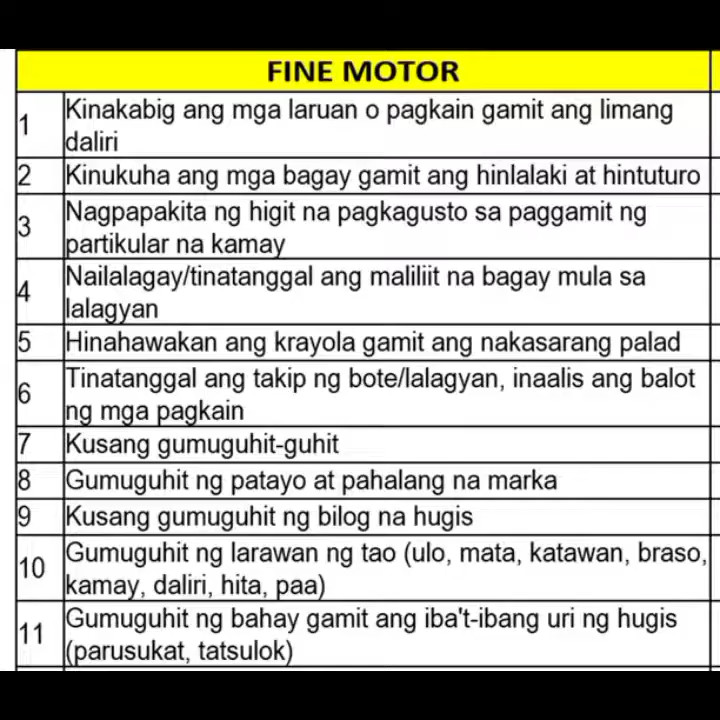 FINE MOTOR
1 Kinakabig ang mga laruan o pagkain gamit ang limang
daliri
2 Kinukuha ang mga bagay gamit ang hinlalaki at hintuturo
3 Nagpapakita ng higit na pagkagusto sa paggamit ng
partikular na kamay
4 Nailalagay/tinatanggal ang maliliit na bagay mula sa
lalagyan
5 Hinahawakan ang krayola gamit ang nakasarang palad
6 Tinatanggal ang takip ng bote/lalagyan, inaalis ang balot
ng mga pagkain
7 Kusang gumuguhit-guhit
8 Gumuguhit ng patayo at pahalang na marka
9 Kusang gumuguhit ng bilog na hugis
10 Gumuguhit ng larawan ng tao (ulo, mata, katawan, braso,
kamay, daliri, hita, paa)
11 Gumuguhit ng bahay gamit ang iba't-ibang uri ng hugis
(parusukat, tatsulok)